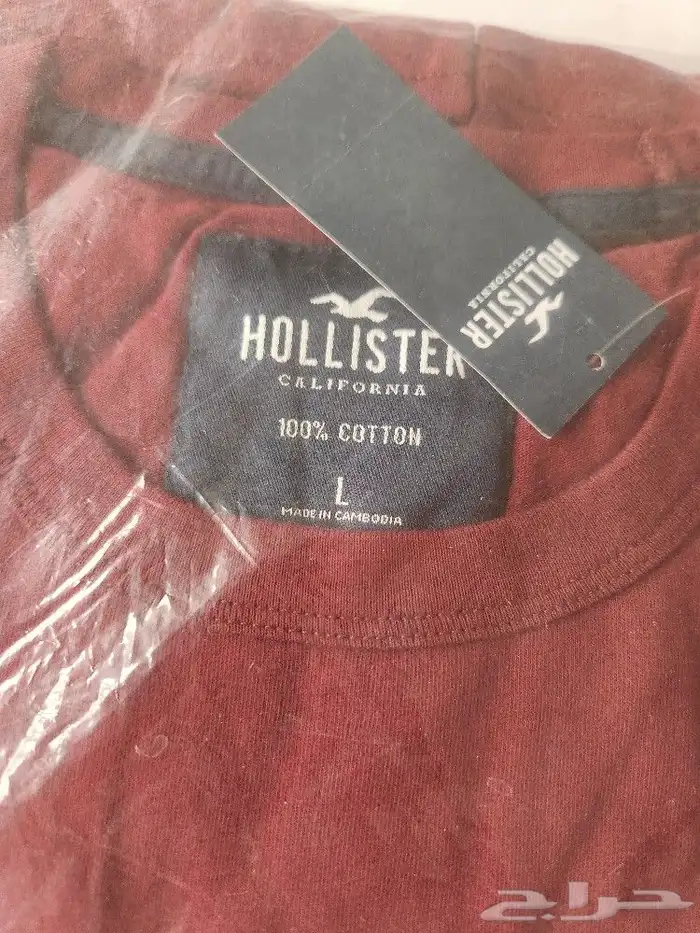 HOLLISTER
CALIFORNIA
HOLLISTER
CALIFORNIA
100% COTTON
L
MADE IN CAMBODIA
حراج